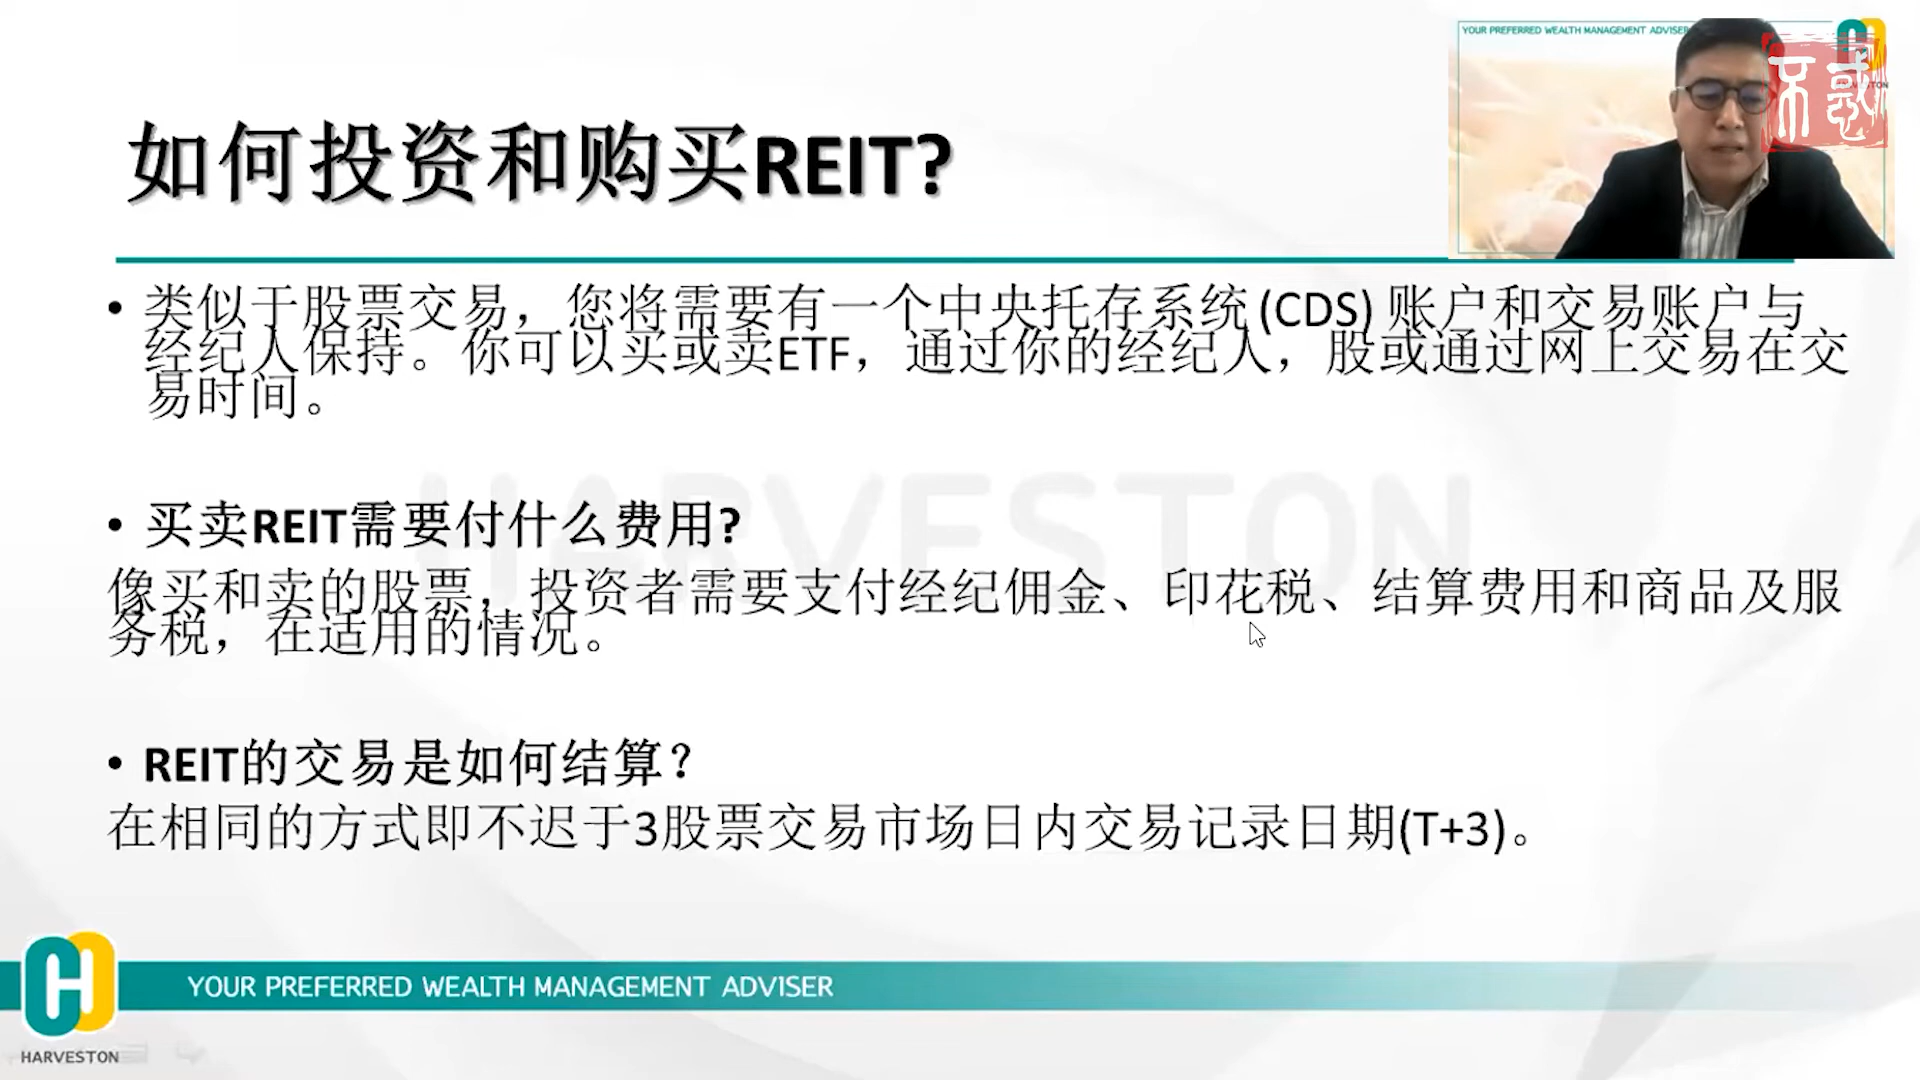 YOUR PREFERRED WEALTH MANAGEMENT ADVISER
不惑
如何投资和购买REIT?
• 类似于股票交易，您将需要有一个中央托存系统(CDS) 账户和交易账户与
经纪人保持。你可以买或卖ETF，通过你的经纪人，股或通过网上交易在交
易时间。
HARVESTON
• 买卖REIT需要付什么费用?
像买和卖的股票，投资者需要支付经纪佣金、印花税、结算费用和商品及服
务税，在适用的情况。
• REIT的交易是如何结算？
在相同的方式即不迟于3股票交易市场日内交易记录日期(T+3)。
YOUR PREFERRED WEALTH MANAGEMENT ADVISER
HARVESTON